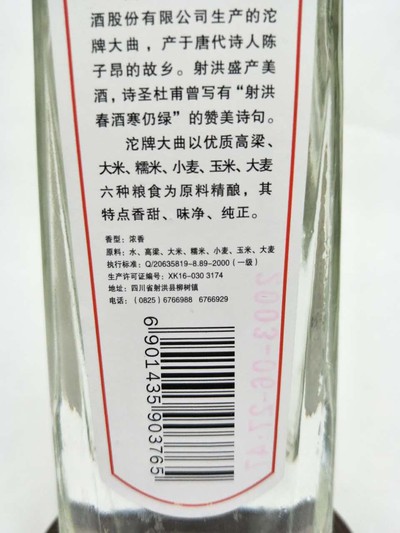 酒股份有限公司生产的沱
牌大曲，产于唐代诗人陈
子昂的故乡。射洪盛产美
酒，诗圣杜甫曾写有“射洪
春酒寒仍绿”的赞美诗句。
沱牌大曲以优质高粱、
大米、糯米、小麦、玉米、大麦
六种粮食为原料精酿，其
特点香甜、味净、纯正。
香型：浓香
原料：水、高粱、大米、糯米、小麦、玉米、大麦
执行标准：Q/20635819-8.89-2000（一级）
生产许可证编号：XK16-030 3174
地址：四川省射洪县柳树镇
电话：（0825）6766988 6766929
6901435903765
2003-06-27